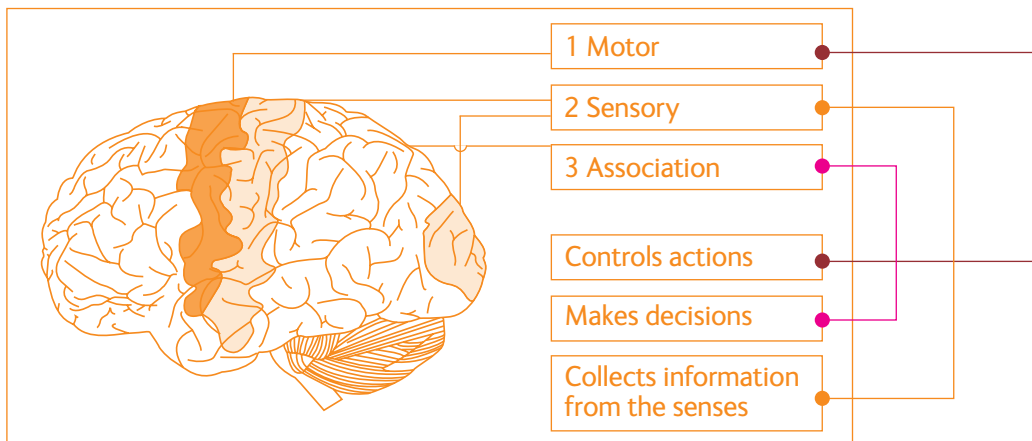 1 Motor
2 Sensory
3 Association
Controls actions
Makes decisions
Collects information
from the senses